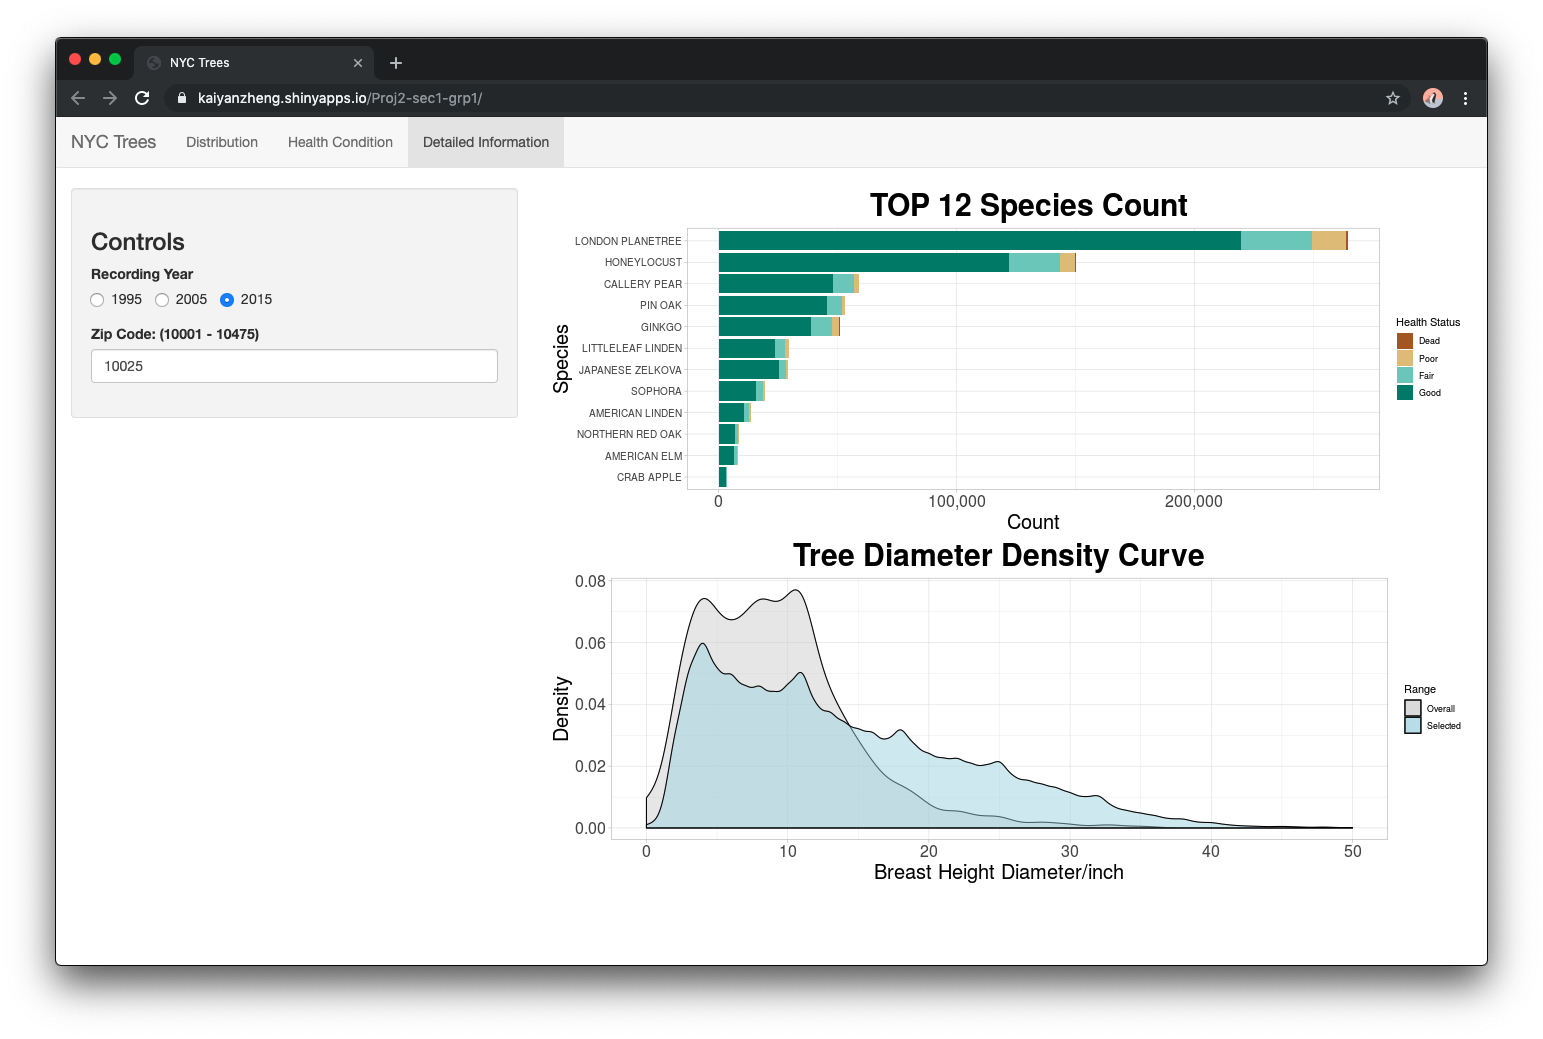 NYC Trees
kaiyanzheng.shinyapps.io/Proj2-sec1-grp1/
NYC Trees Distribution Health Condition Detailed Information
Controls
Recording Year
1995 2005 2015
Zip Code: (10001 - 10475)
10025
TOP 12 Species Count
Species
LONDON PLANETREE
HONEYLOCUST
CALLERY PEAR
PIN OAK
GINKGO
LITTLELEAF LINDEN
JAPANESE ZELKOVA
SOPHORA
AMERICAN LINDEN
NORTHERN RED OAK
AMERICAN ELM
CRAB APPLE
0 100,000 200,000
Count
Health Status
Dead
Poor
Fair
Good
Tree Diameter Density Curve
Density
0.08
0.06
0.04
0.02
0.00
0 10 20 30 40 50
Breast Height Diameter/inch
Range
Overall
Selected